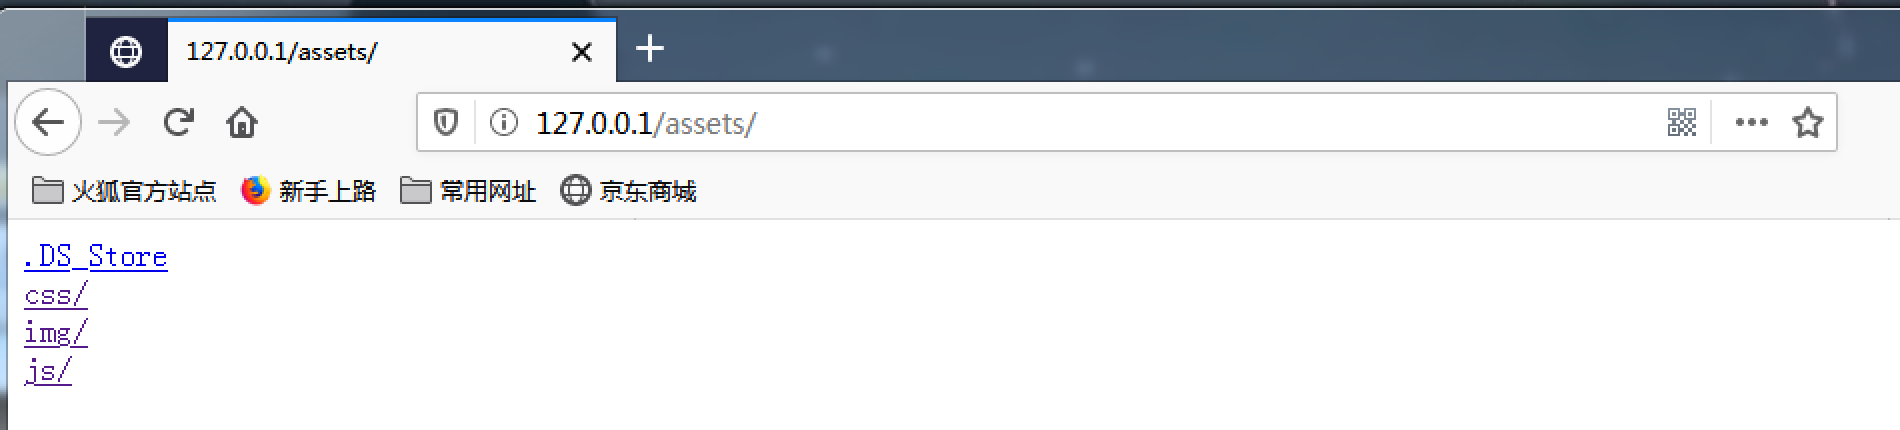 127.0.0.1/assets/
127.0.0.1/assets/
火狐官方站点 新手上路 常用网址 京东商城
.DS_Store
css/
img/
js/